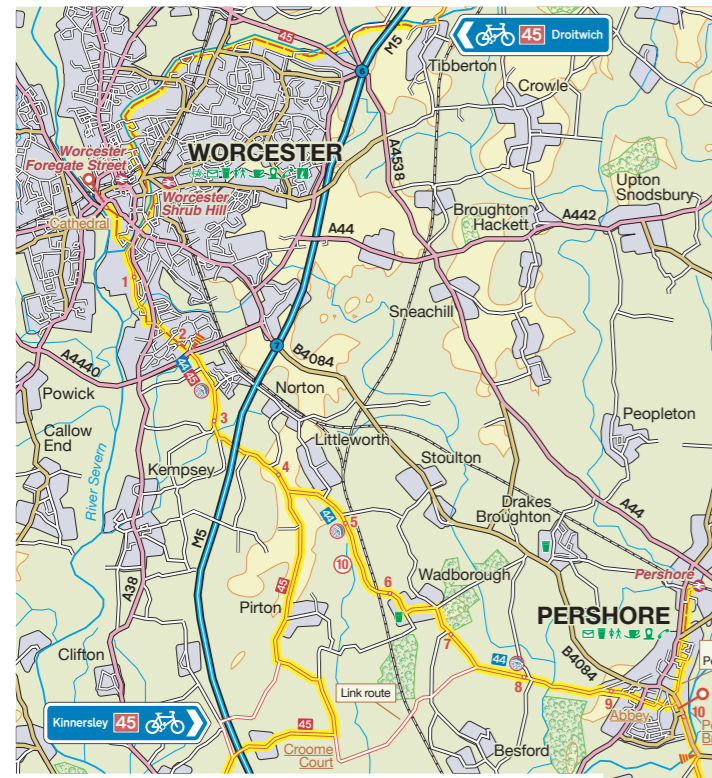 45
45 Droitwich
M5
6
Tibberton
Crowle
Worcester
Foregate Street
WORCESTER
A4538
Worcester
Shrub Hill
Upton
Snodsbury
Cathedral
Broughton
Hackett
A442
A44
1
Sneachill
2
7
B4084
A4440
44
45
Norton
Powick
3
Peopleton
Callow
End
Littleworth
Stoulton
Kempsey
4
River Severn
Drakes
Broughton
A44
44
5
M5
10
Wadborough
Pershore
45
6
A38
Pirton
PERSHORE
7
B4084
Clifton
44
8
Link route
9
Abbey
10
Kinnersley 45
45
Croome
Court
Besford